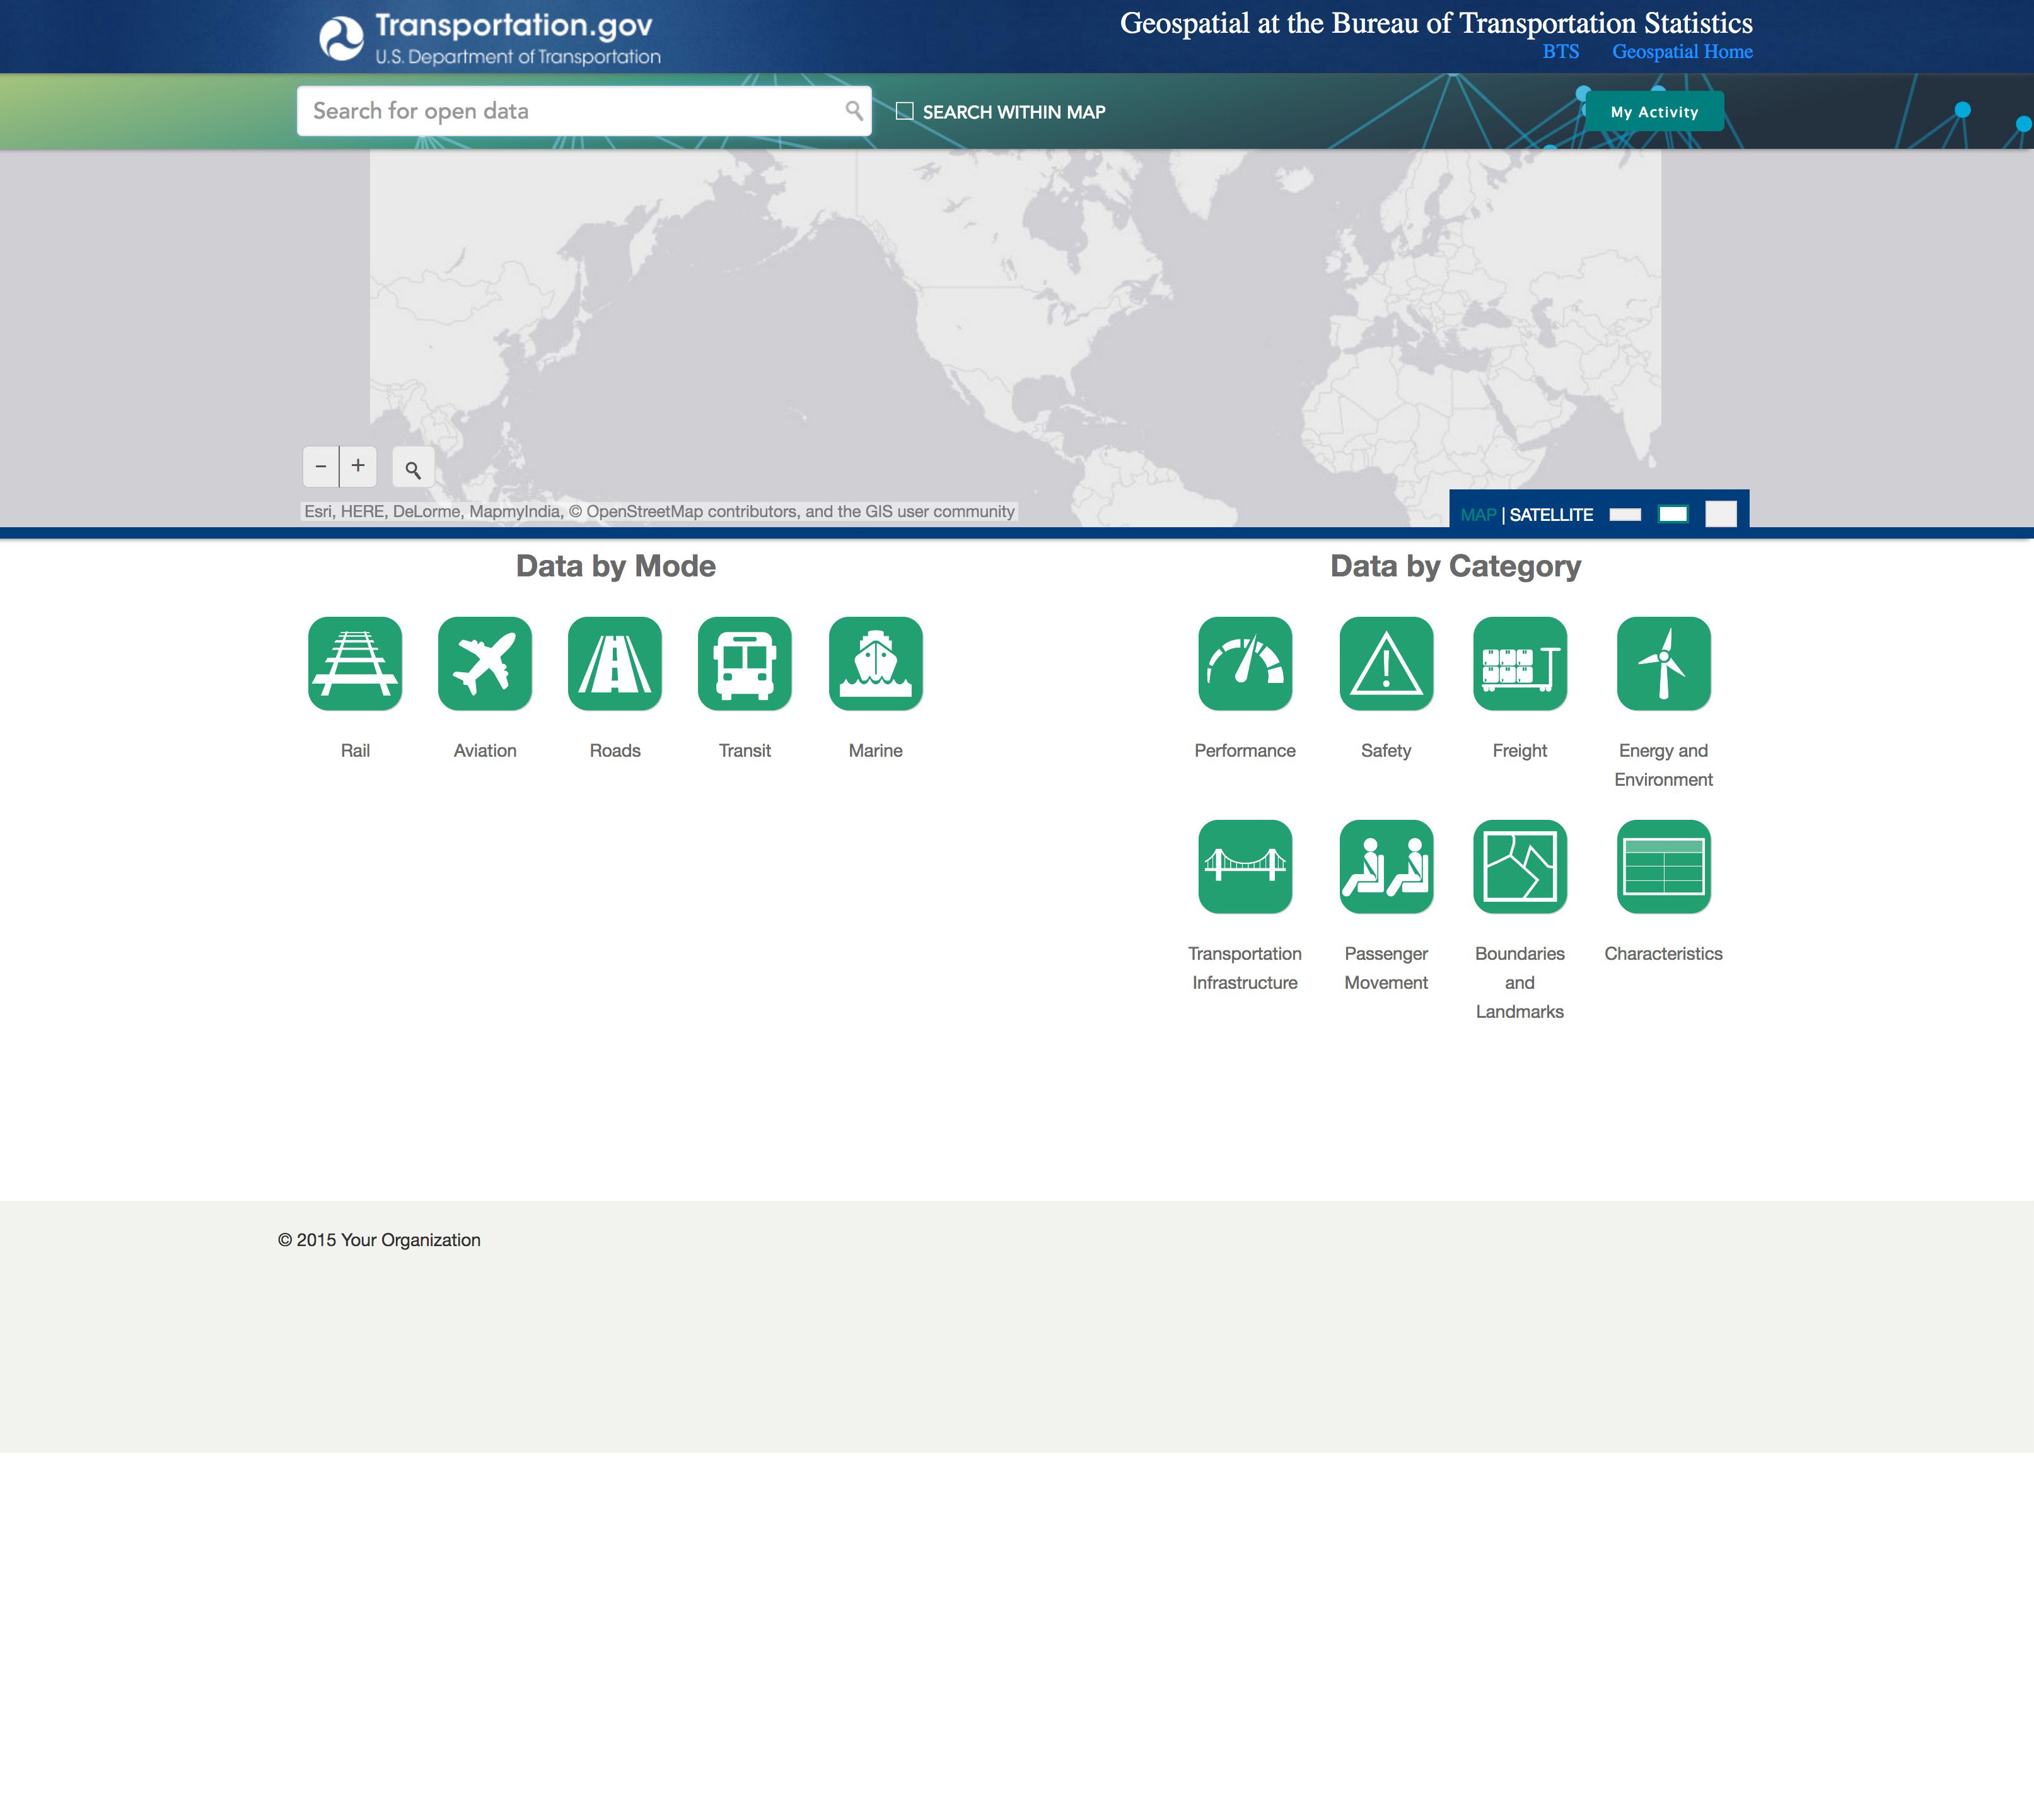 Transportation.gov
U.S. Department of Transportation
Geospatial at the Bureau of Transportation Statistics
BTS Geospatial Home
Search for open data
SEARCH WITHIN MAP
My Activity
− +
Esri, HERE, DeLorme, MapmyIndia, © OpenStreetMap contributors, and the GIS user community
MAP | SATELLITE
Data by Mode
Rail
Aviation
Roads
Transit
Marine
Data by Category
Performance
Safety
Freight
Energy and
Environment
Transportation
Infrastructure
Passenger
Movement
Boundaries
and
Landmarks
Characteristics
© 2015 Your Organization